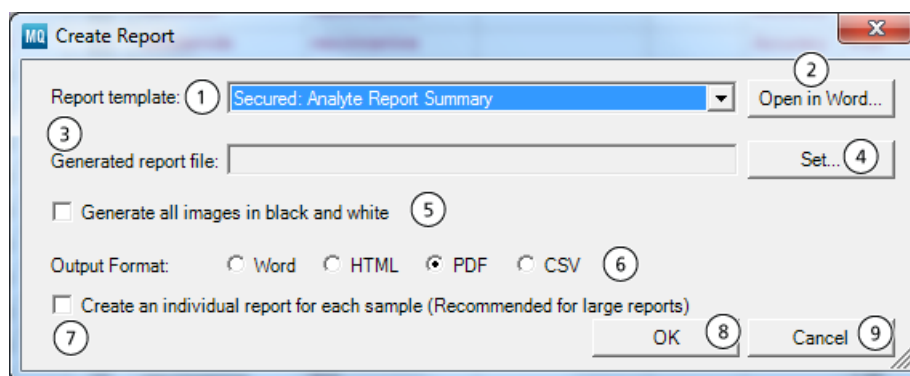 MQ Create Report X
2
Report template: 1 Secured: Analyte Report Summary Open in Word...
3
Generated report file: Set... 4
Generate all images in black and white 5
Output Format: Word HTML PDF CSV 6
Create an individual report for each sample (Recommended for large reports)
7 OK 8 Cancel 9